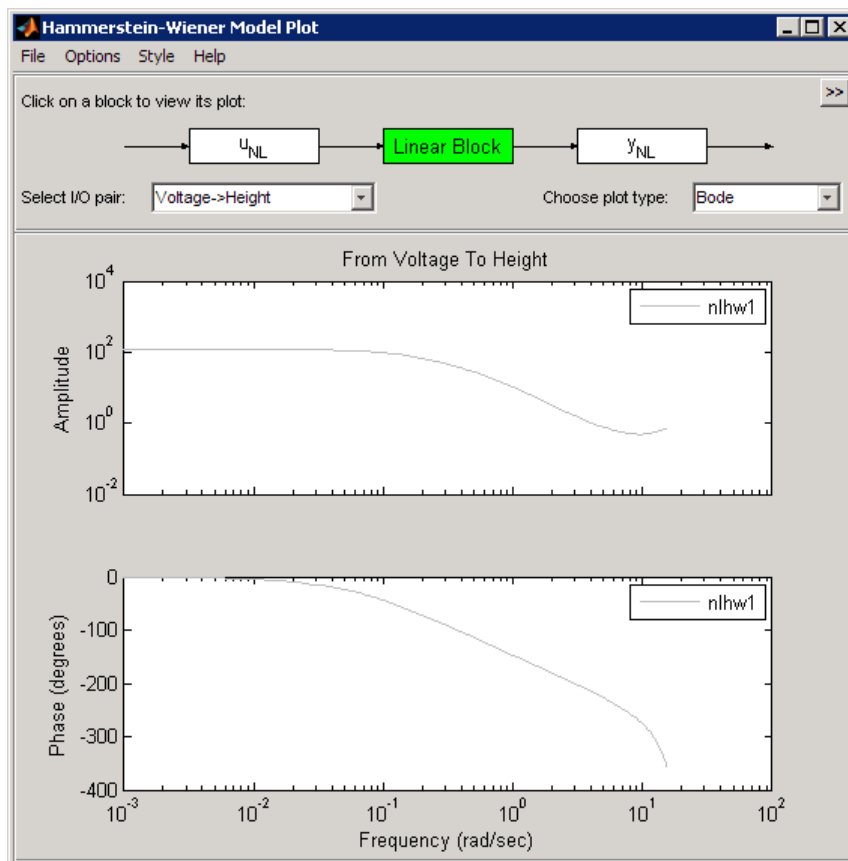 Hammerstein-Wiener Model Plot
File Options Style Help
Click on a block to view its plot:
>>
u_NL Linear Block y_NL
Select I/O pair: Voltage->Height Choose plot type: Bode
From Voltage To Height
10^4
nlhw1
10^2
Amplitude
10^0
10^-2
0
nlhw1
-100
Phase (degrees)
-200
-300
-400
10^-3 10^-2 10^-1 10^0 10^1 10^2
Frequency (rad/sec)